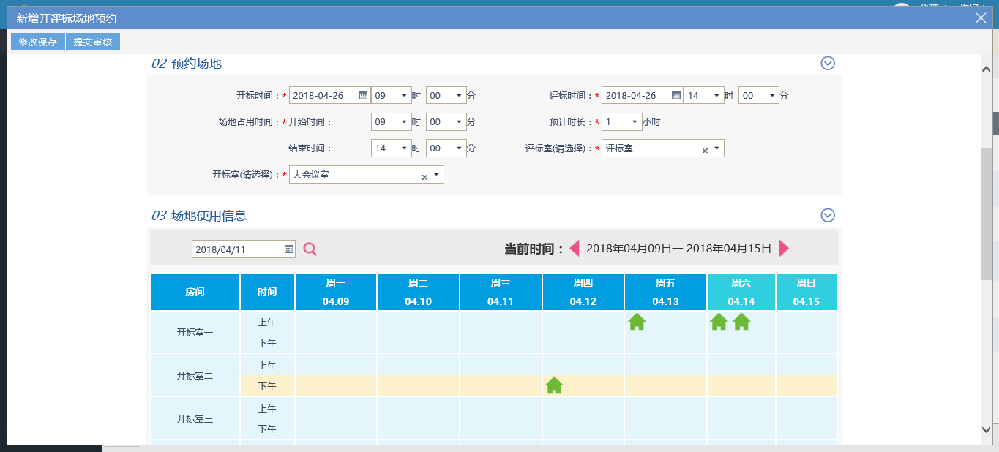 新增开评标场地预约
修改保存 提交审核
02 预约场地
开标时间：* 2018-04-26 09 时 00 分 评标时间：* 2018-04-26 14 时 00 分
场地占用时间：* 开始时间： 09 时 00 分 预计时长：* 1 小时
结束时间： 14 时 00 分 评标室(请选择)：* 评标室二 x
开标室(请选择)：* 大会议室 x
03 场地使用信息
2018/04/11 当前时间： 2018年04月09日一 2018年04月15日
房间 时间 周一 周二 周三 周四 周五 周六 周日
04.09 04.10 04.11 04.12 04.13 04.14 04.15
开标室一 上午
下午
开标室二 上午
下午
开标室三 上午
下午